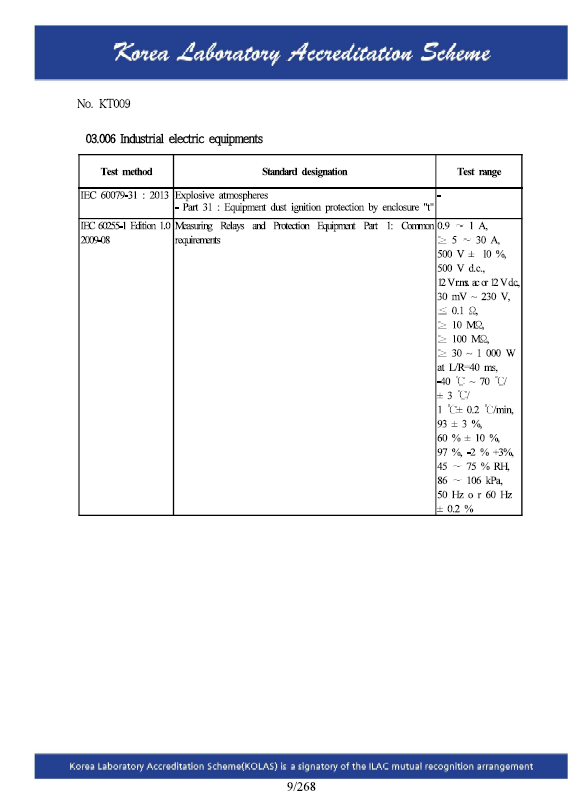 Korea Laboratory Accreditation Scheme
No. KT009
03.006 Industrial electric equipments
Test method Standard designation Test range
IEC 60079-31 : 2013 Explosive atmospheres -
- Part 31 : Equipment dust ignition protection by enclosure "t"
IEC 60255-1 Edition 1.0 Measuring Relays and Protection Equipment Part 1: Common 0.9 ~ 1 A,
2009-08 requirements ≥ 5 ~ 30 A,
500 V ± 10 %,
500 V d.c.,
12 Vr.m.s. ac or 12 V dc,
30 mV ~ 230 V,
≤ 0.1 Ω,
≥ 10 MΩ,
≥ 100 MΩ,
≥ 30 ~ 1 000 W
at L/R=40 ms,
-40 ℃ ~ 70 ℃/
± 3 ℃/
1 ℃± 0.2 ℃/min,
93 ± 3 %,
60 % ± 10 %,
97 %, -2 % +3%,
45 ~ 75 % RH,
86 ~ 106 kPa,
50 Hz o r 60 Hz
± 0.2 %
Korea Laboratory Accreditation Scheme(KOLAS) is a signatory of the ILAC mutual recognition arrangement
9/268